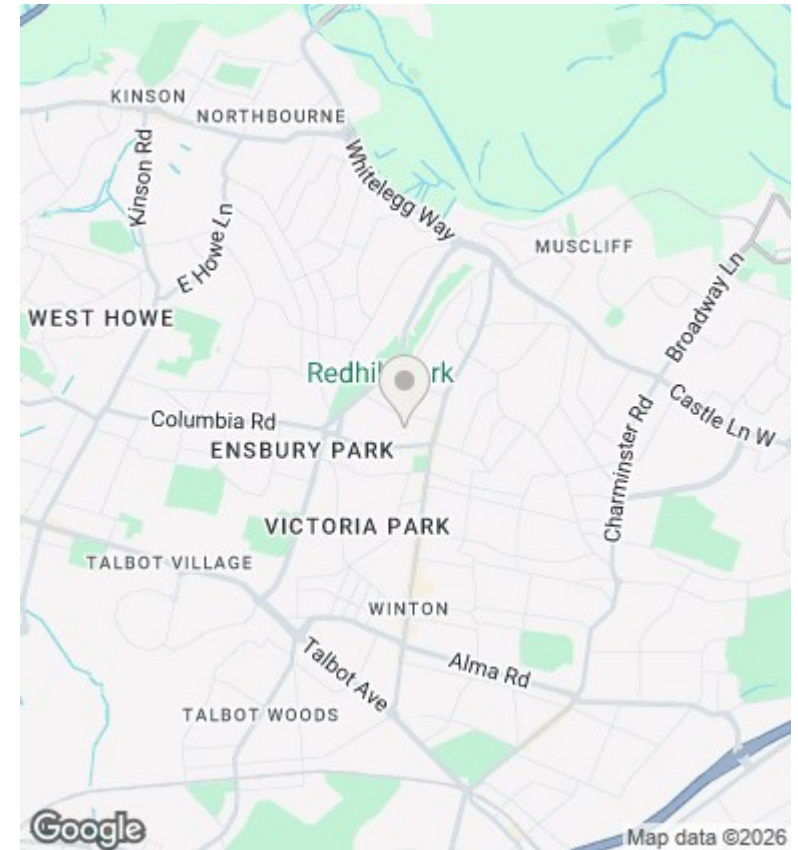 KINSON
NORTHBOURNE
Kinson Rd
Whitelegg Way
E Howe Ln
MUSCLIFF
Broadway Ln
WEST HOWE
Redhil
rk
Castle Ln W
Columbia Rd
ENSBURY PARK
Charminster Rd
VICTORIA PARK
TALBOT VILLAGE
WINTON
Talbot Ave
Alma Rd
TALBOT WOODS
Google
Map data ©2026